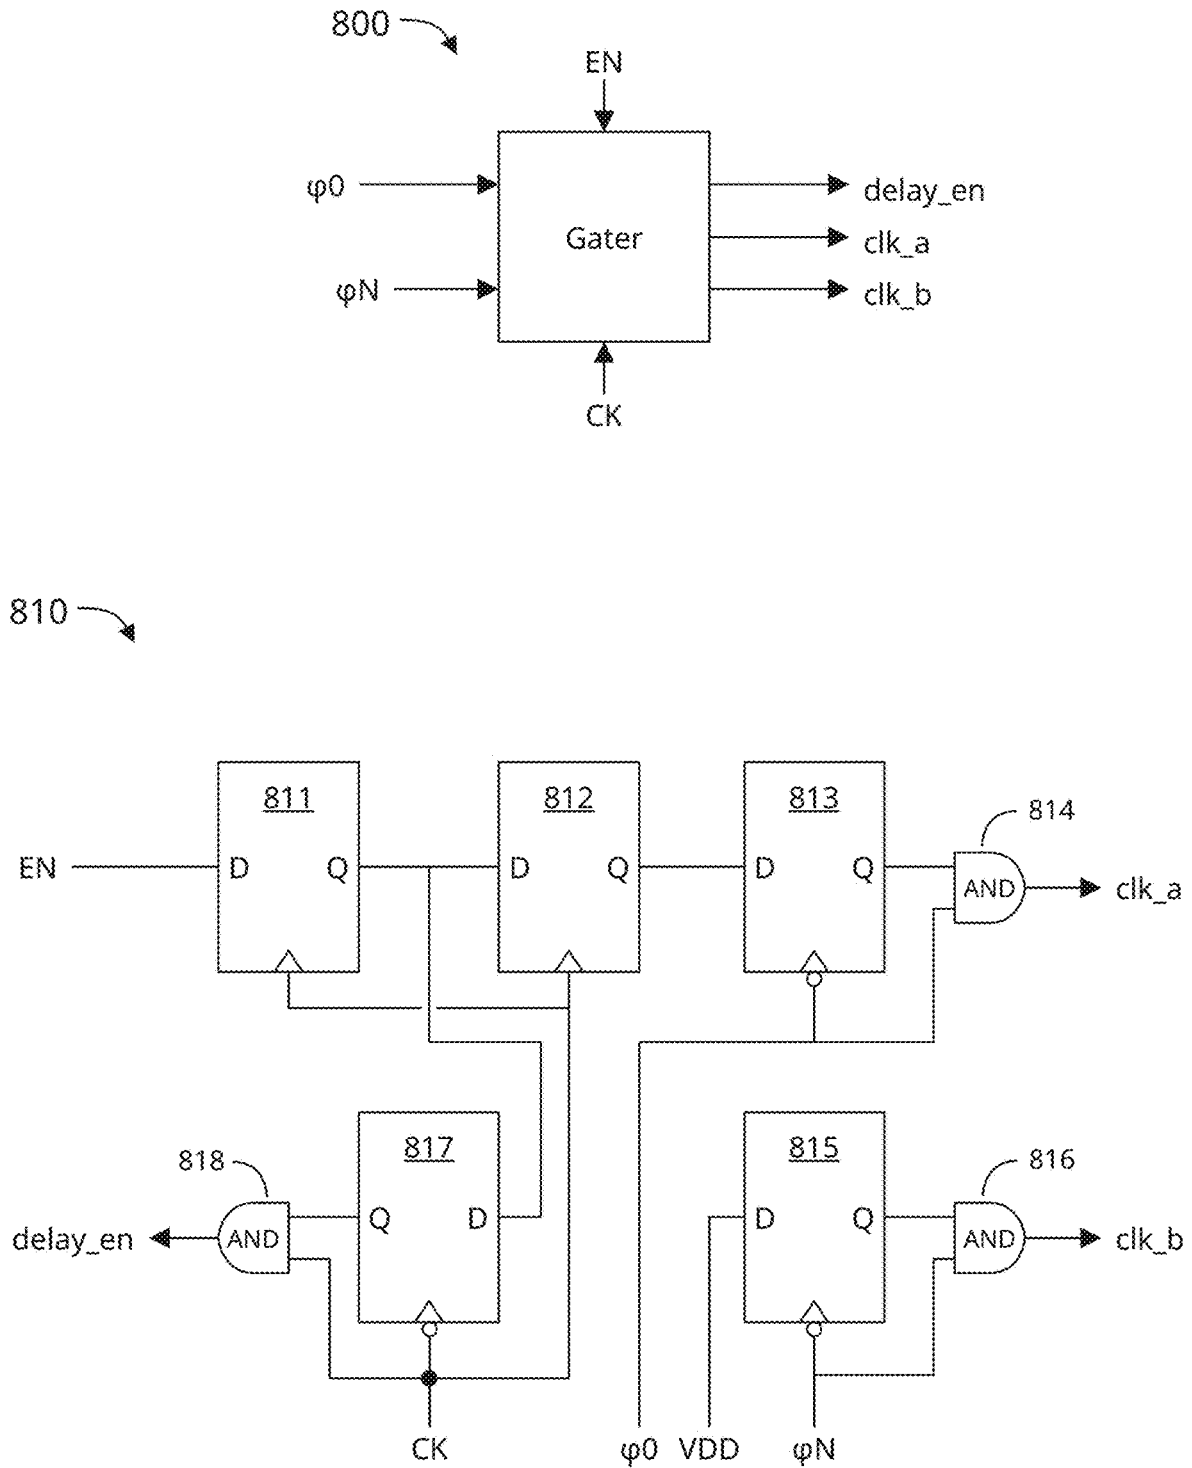 800
EN
φ0
φN
Gater
delay_en
clk_a
clk_b
CK
810
811
812
813
814
EN
D
Q
D
Q
D
Q
AND
clk_a
817
815
818
816
delay_en
AND
Q
D
D
Q
AND
clk_b
CK
φ0
VDD
φN